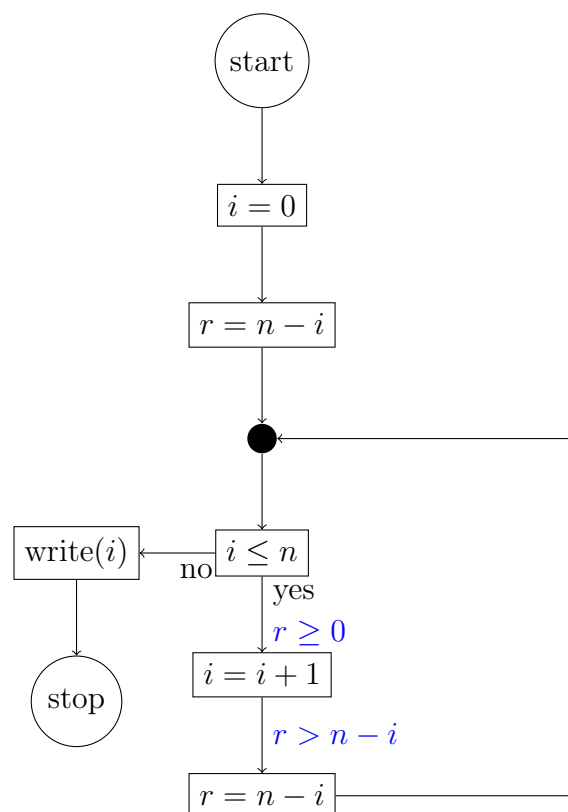 start
i = 0
r = n − i
i ≤ n
no
write(i)
stop
yes
r ≥ 0
i = i + 1
r > n − i
r = n − i